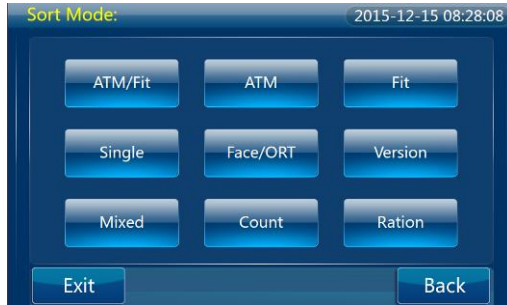 Sort Mode: 2015-12-15 08:28:08
ATM/Fit ATM Fit
Single Face/ORT Version
Mixed Count Ration
Exit Back